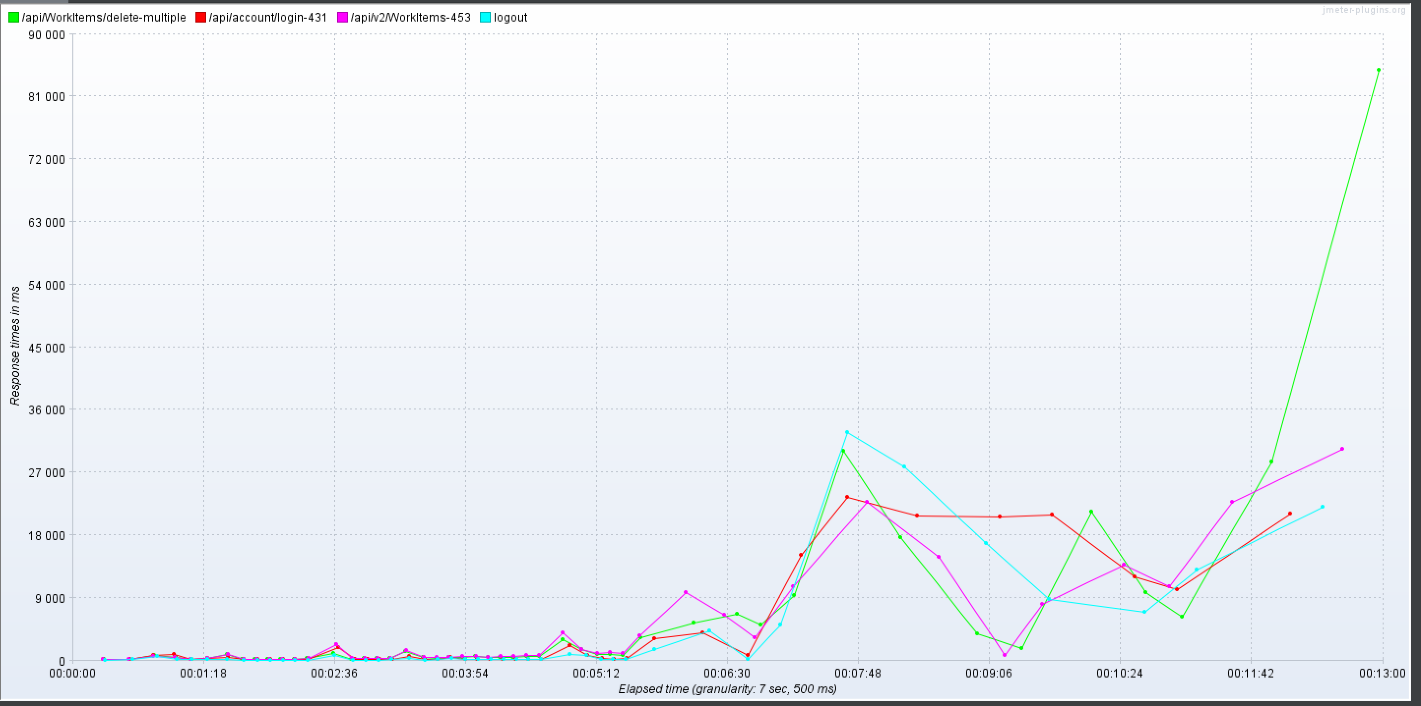 /api/WorkItems/delete-multiple /api/account/login-431 /api/v2/WorkItems-453 logout
jmeter-plugins.org
90 000
81 000
72 000
63 000
54 000
45 000
36 000
27 000
18 000
9 000
0
Response times in ms
00:00:00 00:01:18 00:02:36 00:03:54 00:05:12 00:06:30 00:07:48 00:09:06 00:10:24 00:11:42 00:13:00
Elapsed time (granularity: 7 sec, 500 ms)